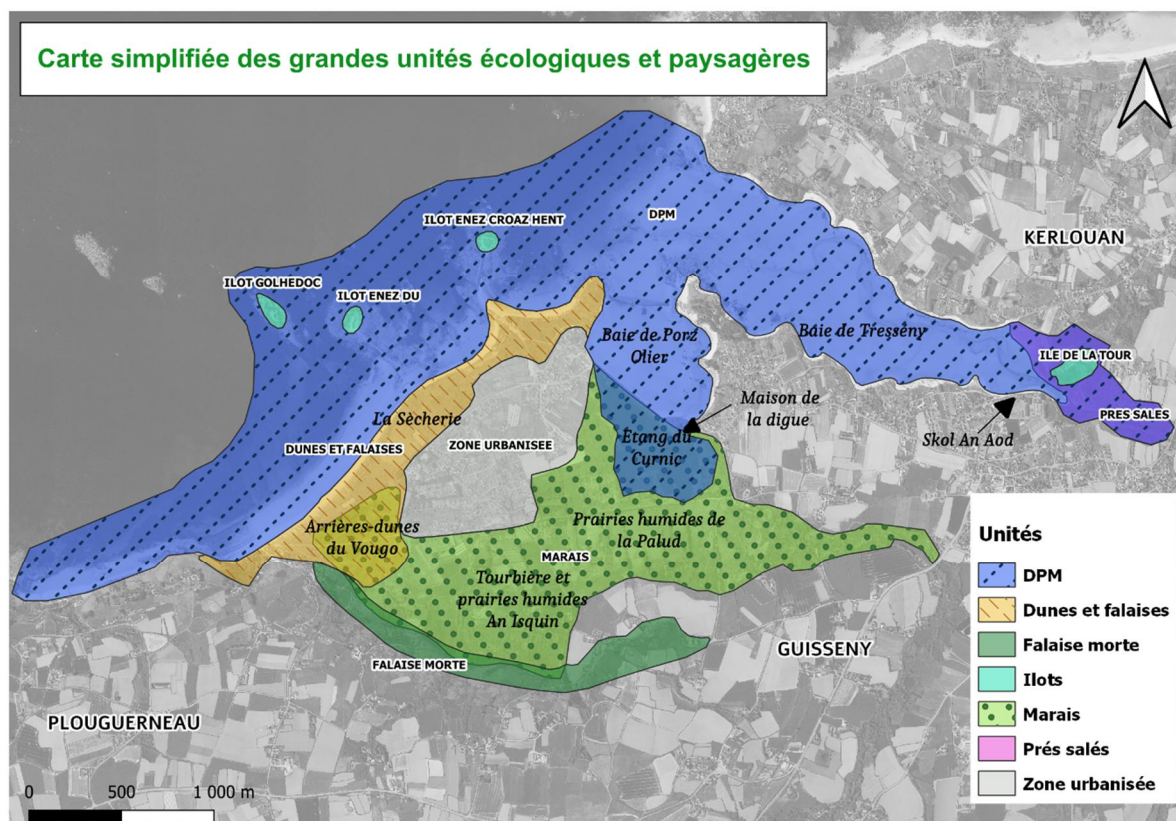 Carte simplifiée des grandes unités écologiques et paysagères
ILOT ENEZ CROAZ HENT
DPM
KERLOUAN
ILOT GOLHEDOC
ILOT ENEZ DU
Baie de Porz
Olier
Baie de Tresseny
ILE DE LA TOUR
Maison de
la digue
La Sècherie
PRES SALES
Skol An Aod
DUNES ET FALAISES
ZONE URBANISEE
Etang du
Curnic
Arrières-dunes
du Vougo
Prairies humides de
la Palud
MARAIS
Tourbière et
prairies humides
An Isquin
FALAISE MORTE
GUISSENY
PLOUGUERNEAU
Unités
DPM
Dunes et falaises
Falaise morte
Ilots
Marais
Prés salés
Zone urbanisée
0 500 1 000 m